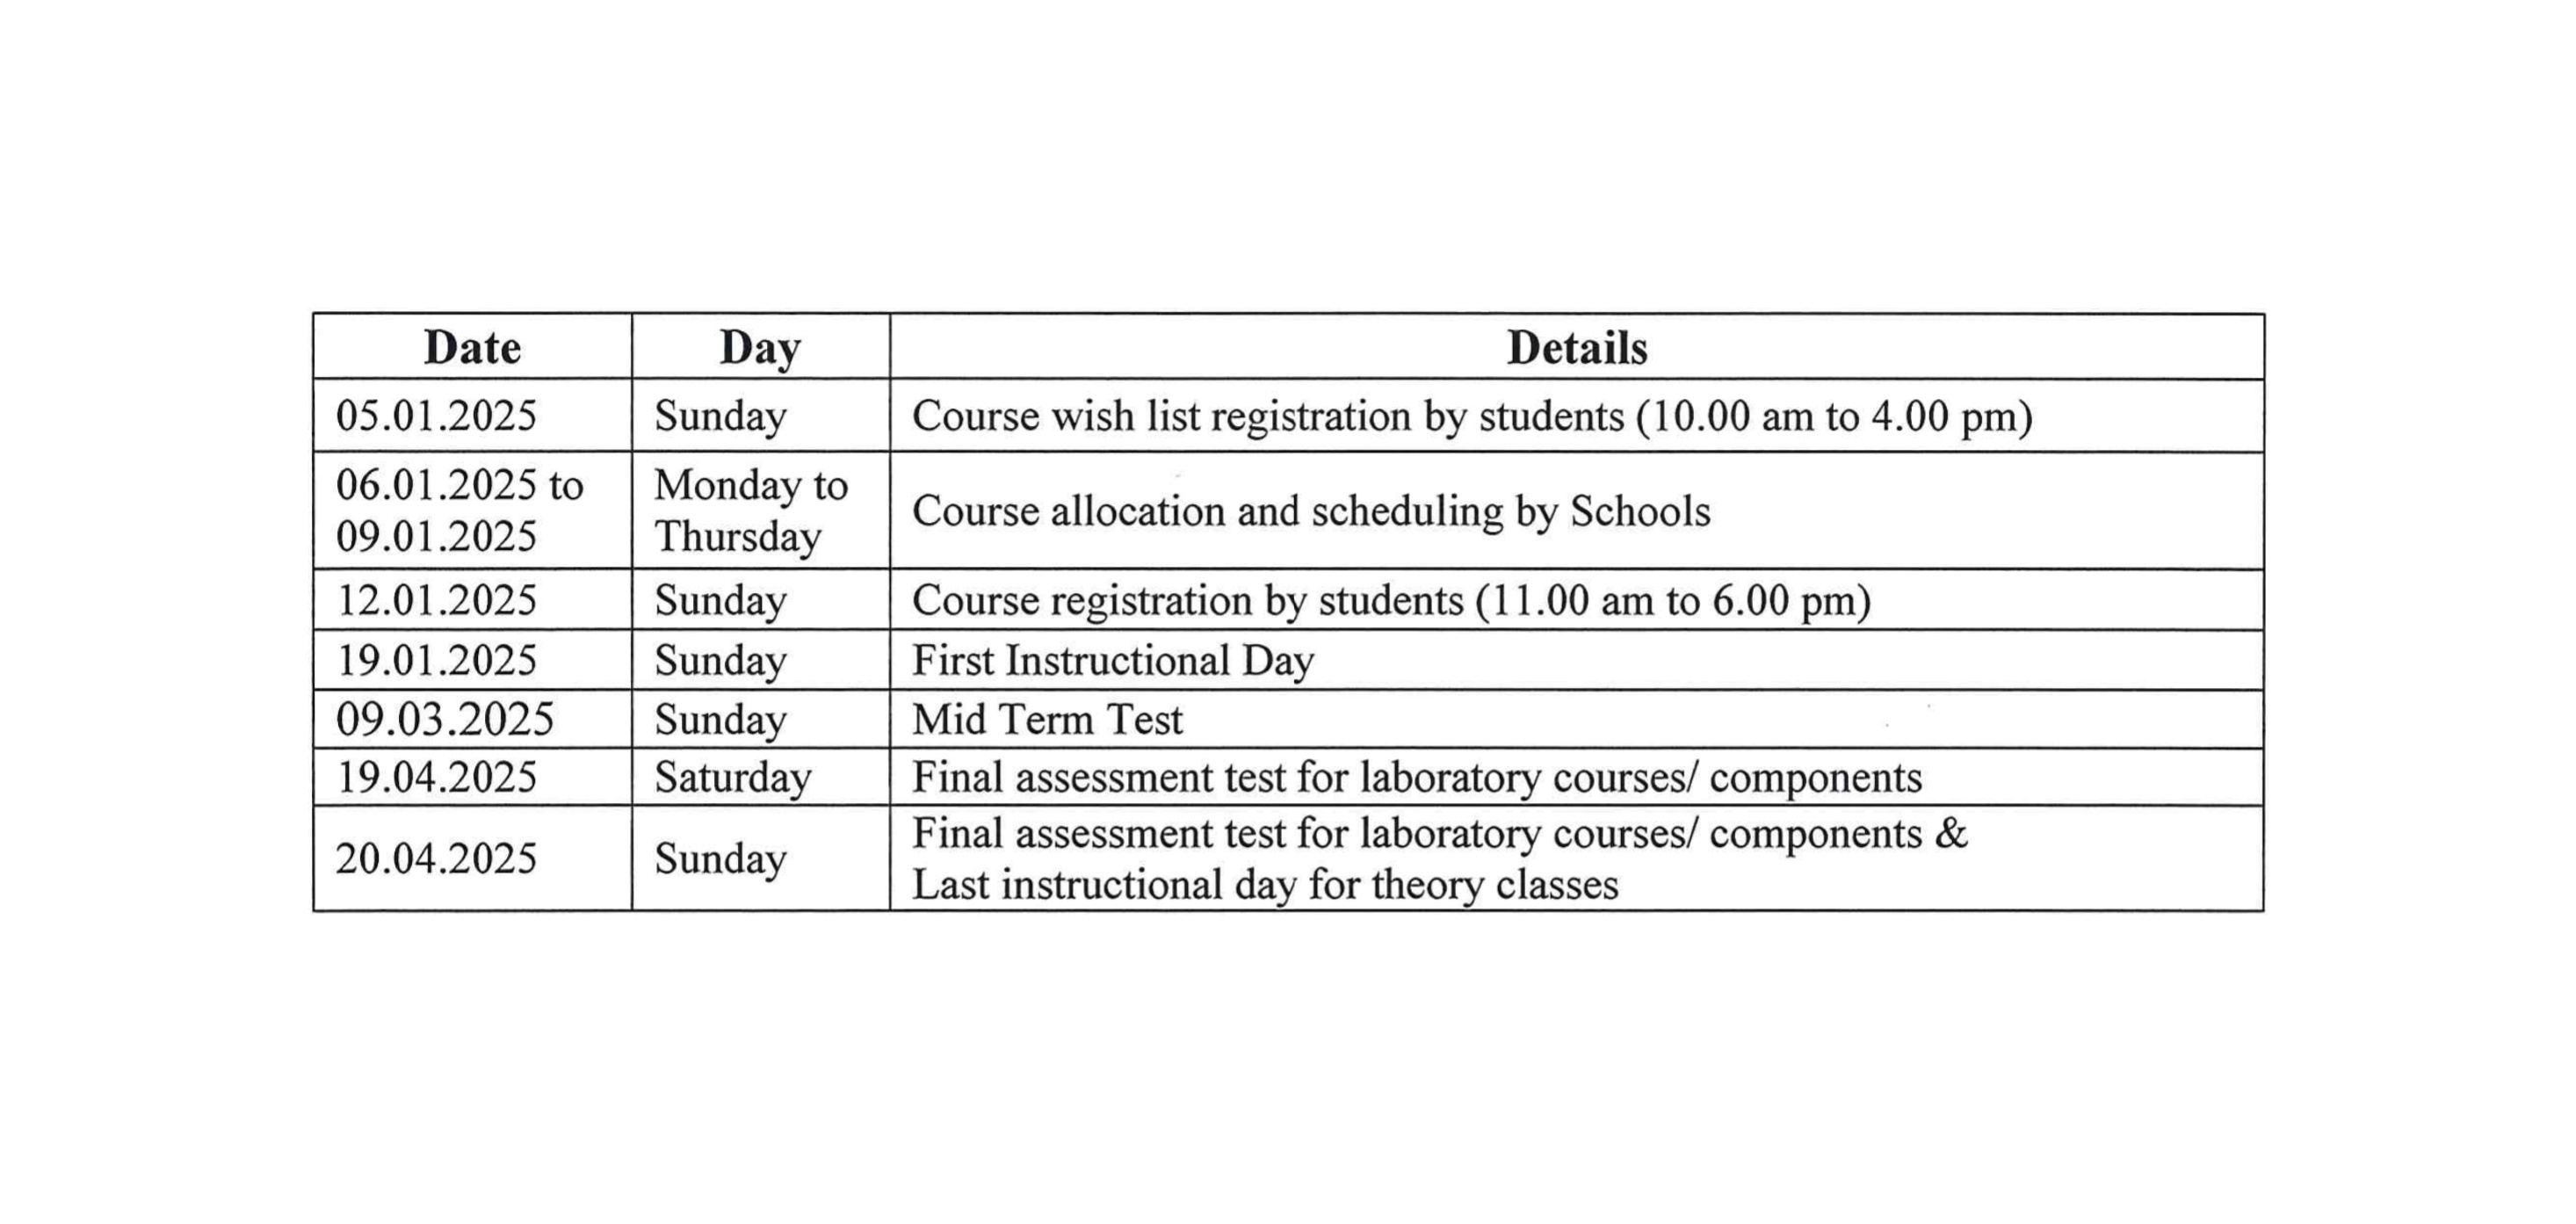 Date Day Details
05.01.2025 Sunday Course wish list registration by students (10.00 am to 4.00 pm)
06.01.2025 to
09.01.2025
Monday to
Thursday
Course allocation and scheduling by Schools
12.01.2025 Sunday Course registration by students (11.00 am to 6.00 pm)
19.01.2025 Sunday First Instructional Day
09.03.2025 Sunday Mid Term Test
19.04.2025 Saturday Final assessment test for laboratory courses/ components
20.04.2025 Sunday
Final assessment test for laboratory courses/ components &
Last instructional day for theory classes